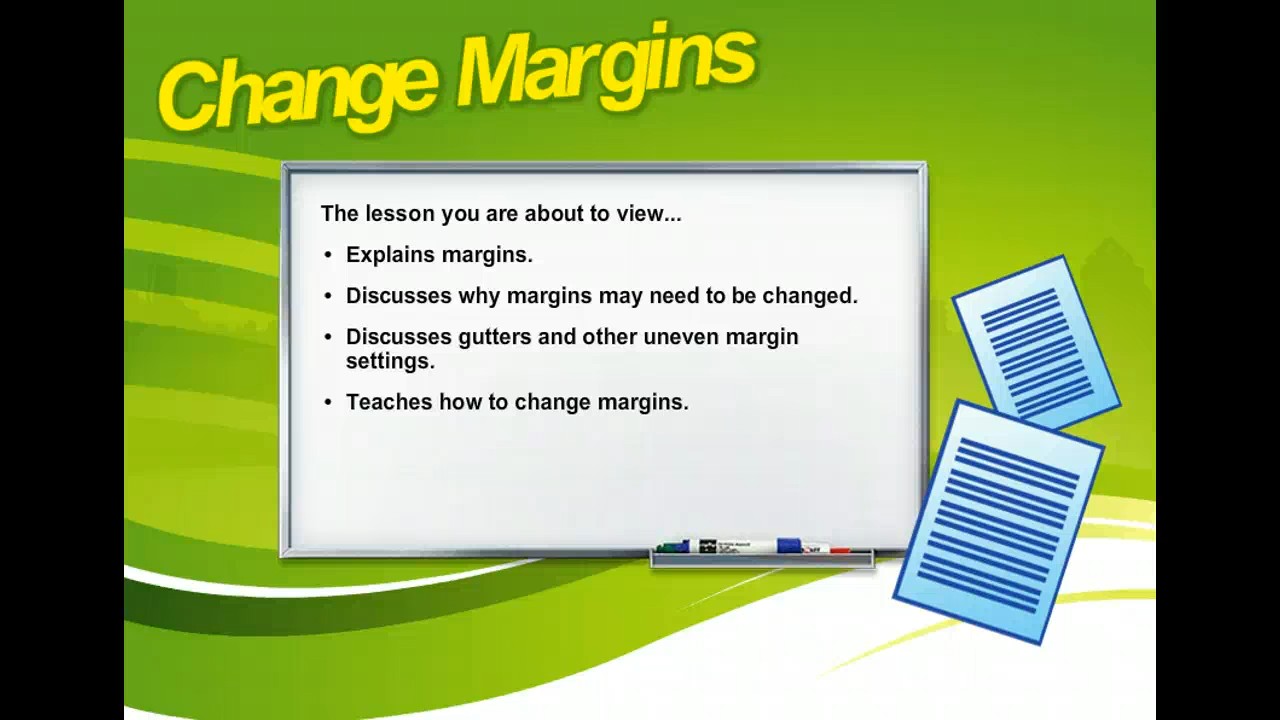 Change Margins
The lesson you are about to view...
• Explains margins.
• Discusses why margins may need to be changed.
• Discusses gutters and other uneven margin
settings.
• Teaches how to change margins.